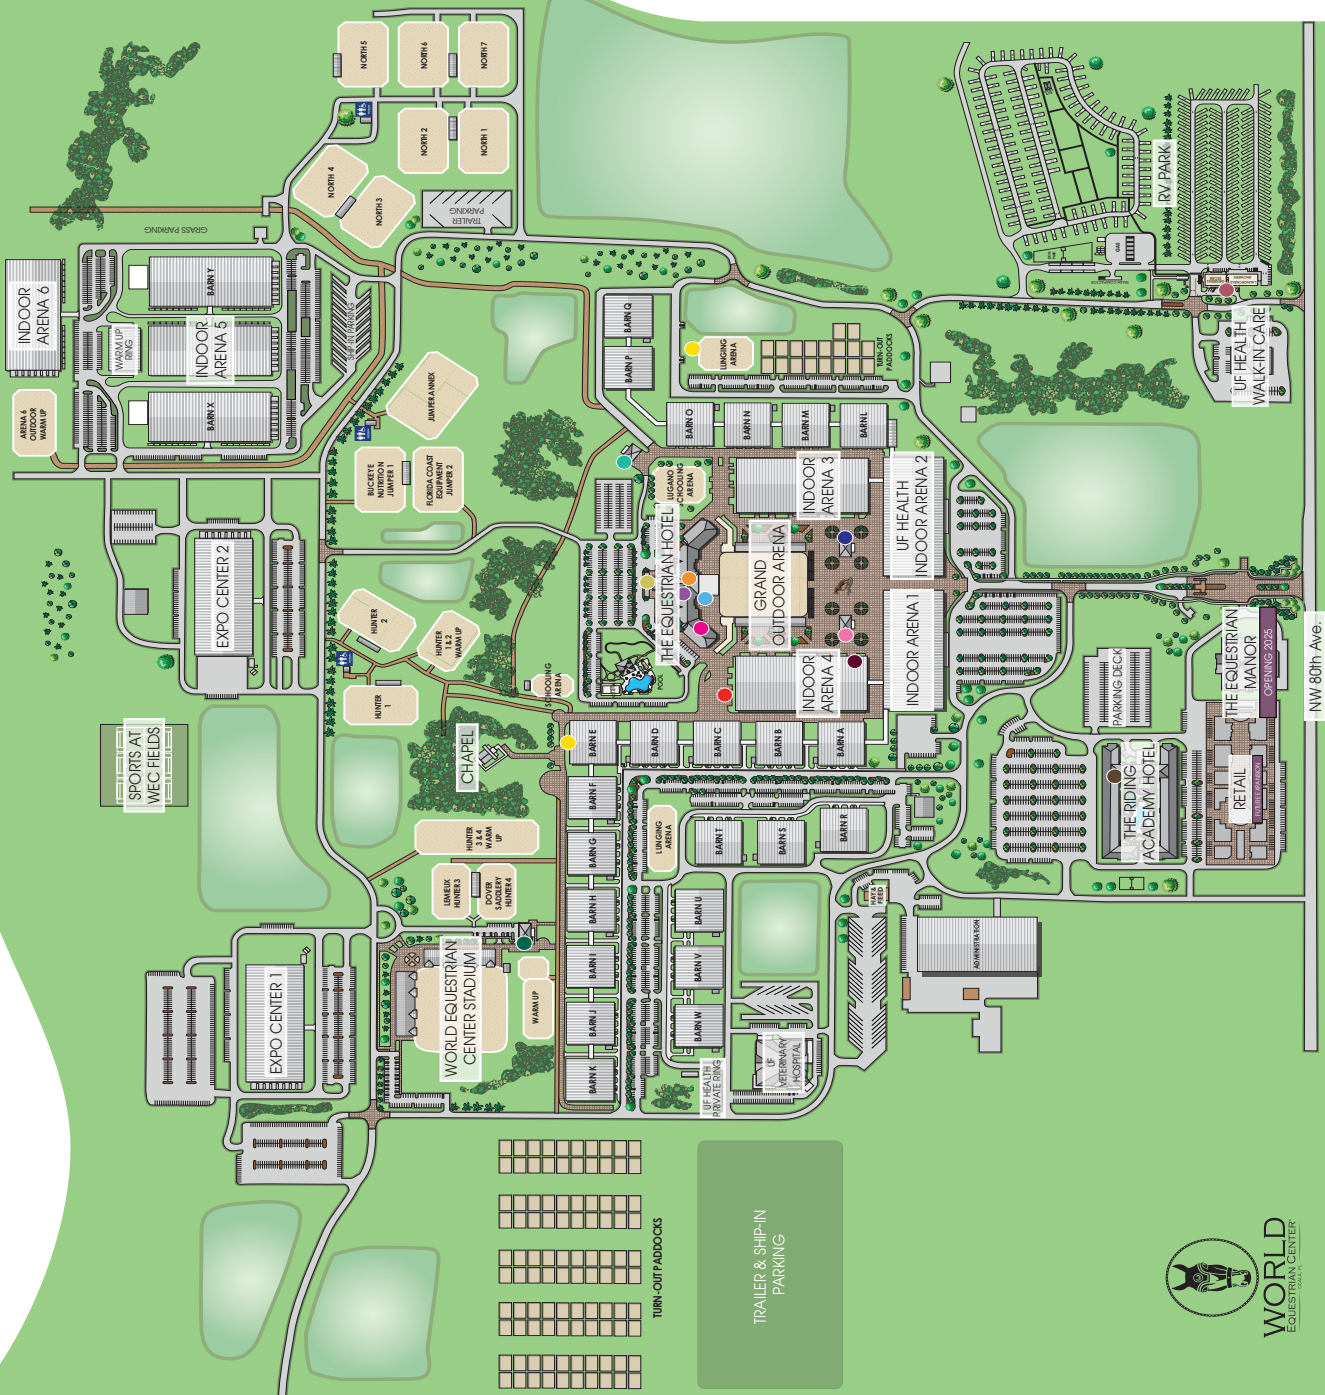 NORTH 5
NORTH 6
NORTH 7
NORTH 2
NORTH 1
NORTH 4
NORTH 3
TRAILER
PARKING
GRASS PARKING
INDOOR
ARENA 6
BARN Y
WARM UP
RING
INDOOR
ARENA 5
SHIP-IN PARKING
BARN X
ARENA 6
OUTDOOR
WARM UP
JUMPER ANNEX
BUCKEYE
NUTRITION
JUMPER 1
FLORIDA COAST
EQUIPMENT
JUMPER 2
BARN Q
BARN P
LUNGING
ARENA
TURN-OUT
PADDOCKS
BARN O
BARN N
BARN M
BARN L
RV PARK
UF HEALTH
WALK-IN CARE
EXPO CENTER 2
HUNTER
2
HUNTER
1 & 2
WARM UP
HUNTER
1
SCHOOLING
ARENA
POOL
LUGANO
SCHOOLING
ARENA
THE EQUESTRIAN HOTEL
GRAND
OUTDOOR ARENA
INDOOR
ARENA 3
INDOOR
ARENA 4
UF HEALTH
INDOOR ARENA 2
INDOOR ARENA 1
SPORTS AT
WEC FIELDS
CHAPEL
BARN E
BARN D
BARN C
BARN B
BARN A
BARN F
BARN G
BARN H
BARN I
BARN J
BARN K
HUNTER
3 & 4
WARM
UP
LEMIEUX
HUNTER 3
DOVER
SADDLERY
HUNTER 4
LUNGING
ARENA
BARN T
BARN S
BARN R
BARN U
BARN V
BARN W
HAY &
FEED
ADMINISTRATION
PARKING DECK
THE RIDING
ACADEMY HOTEL
THE EQUESTRIAN
MANOR
OPENING 2025
RETAIL
FUTURE EXPANSION
NW 80th Ave.
EXPO CENTER 1
WORLD EQUESTRIAN
CENTER STADIUM
WARM UP
UF HEALTH
PRIVATE RING
UF
VETERINARY
HOSPITAL
TURN-OUT PADDOCKS
TRAILER & SHIP-IN
PARKING
WORLD
EQUESTRIAN CENTER